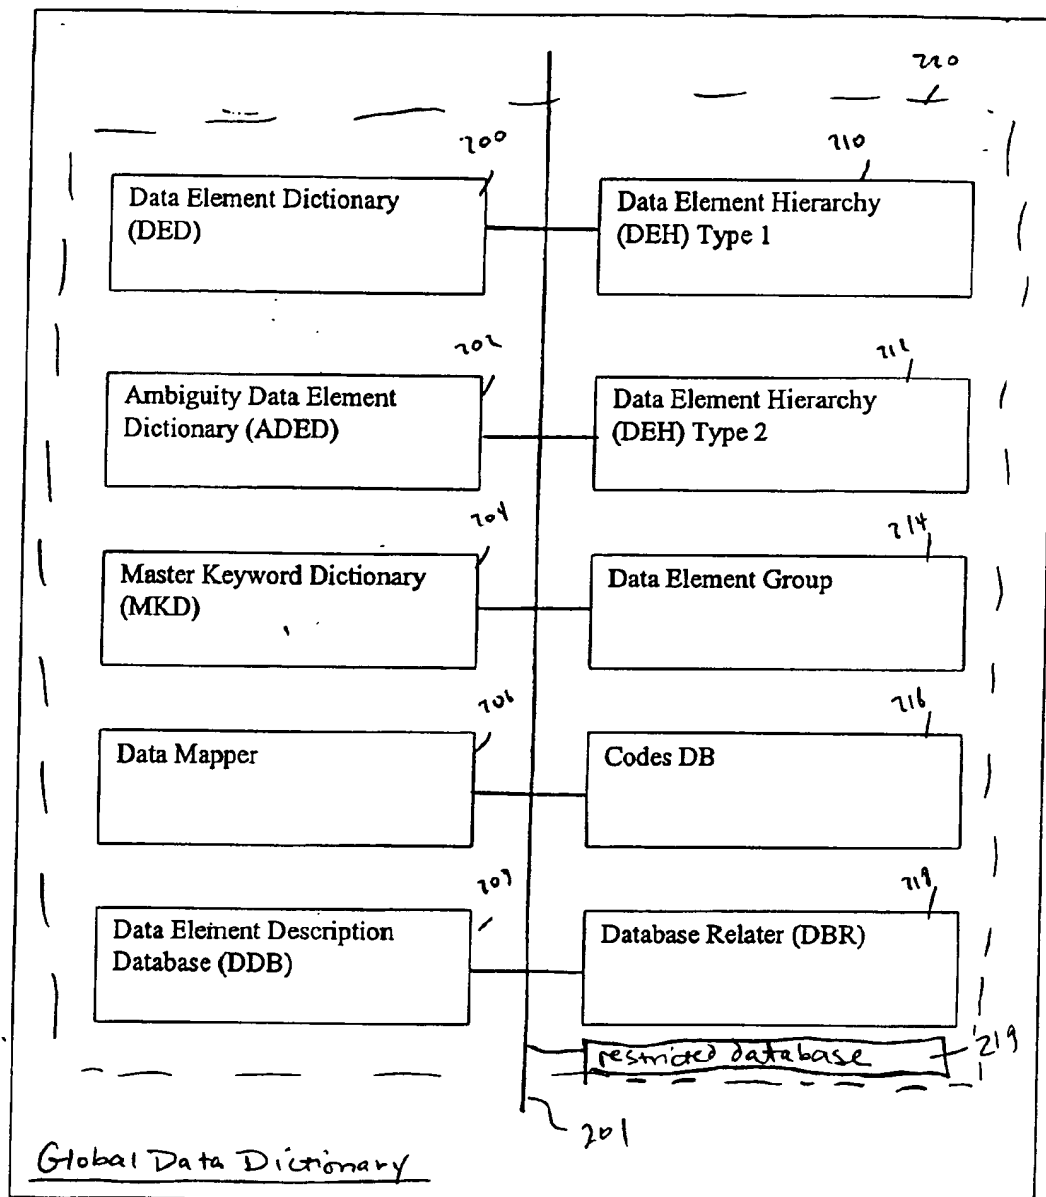 220
200
210
Data Element Dictionary
(DED)
Data Element Hierarchy
(DEH) Type 1
202
212
Ambiguity Data Element
Dictionary (ADED)
Data Element Hierarchy
(DEH) Type 2
204
214
Master Keyword Dictionary
(MKD)
Data Element Group
206
216
Data Mapper
Codes DB
Data Element Description
Database (DDB)
Database Relater (DBR)
restricted database
219
201
Global Data Dictionary